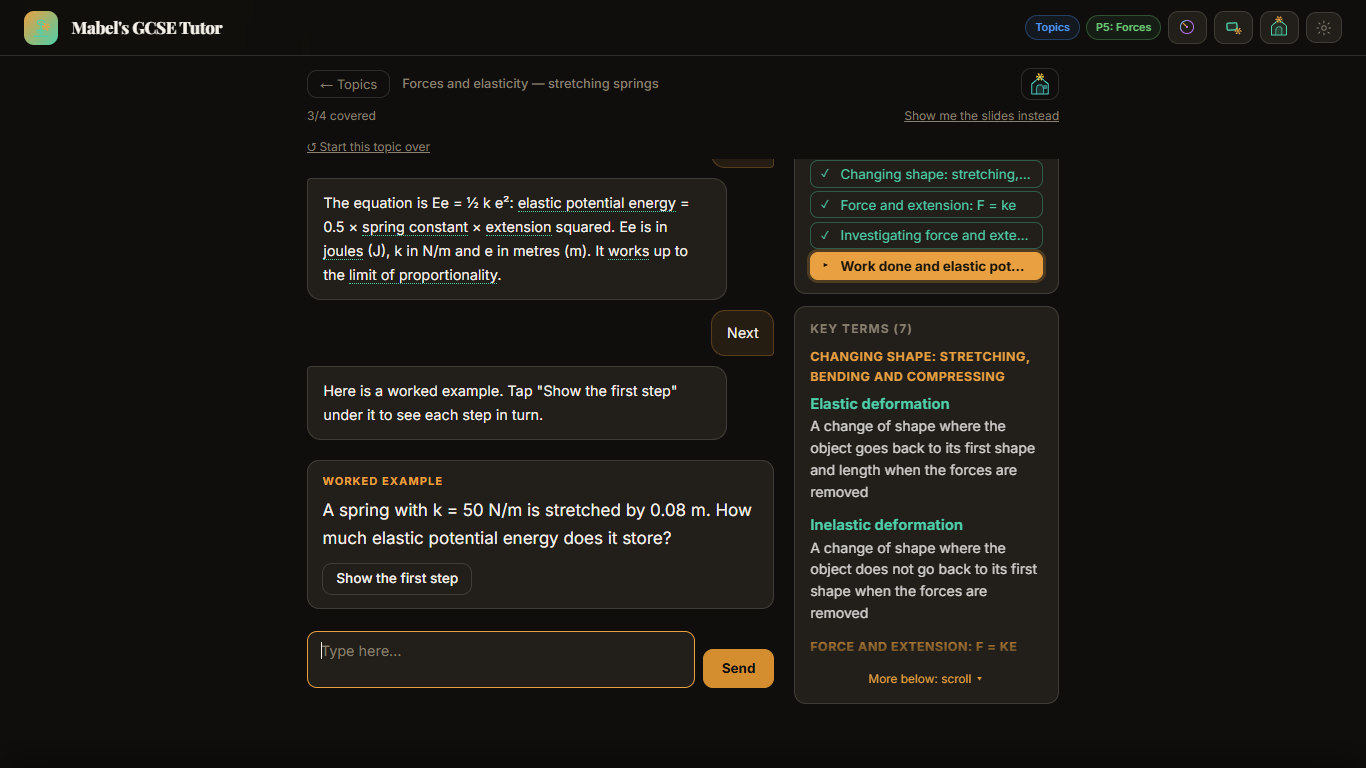 Mabel's GCSE Tutor
Topics
P5: Forces
← Topics
Forces and elasticity — stretching springs
3/4 covered
Show me the slides instead
↺ Start this topic over
The equation is Ee = ½ k e²: elastic potential energy =
0.5 × spring constant × extension squared. Ee is in
joules (J), k in N/m and e in metres (m). It works up to
the limit of proportionality.
Next
Here is a worked example. Tap "Show the first step"
under it to see each step in turn.
WORKED EXAMPLE
A spring with k = 50 N/m is stretched by 0.08 m. How
much elastic potential energy does it store?
Show the first step
Type here...
Send
✓ Changing shape: stretching,...
✓ Force and extension: F = ke
✓ Investigating force and exte...
‣ Work done and elastic pot...
KEY TERMS (7)
CHANGING SHAPE: STRETCHING,
BENDING AND COMPRESSING
Elastic deformation
A change of shape where the
object goes back to its first shape
and length when the forces are
removed
Inelastic deformation
A change of shape where the
object does not go back to its first
shape when the forces are
removed
FORCE AND EXTENSION: F = KE
More below: scroll ▾